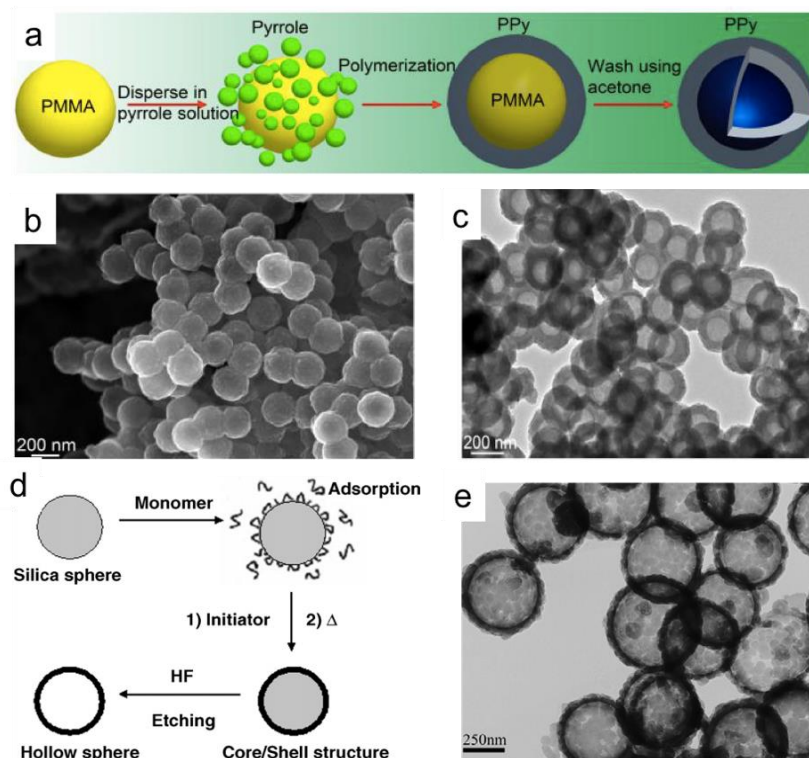 a
PMMA
Disperse in
pyrrole solution
Pyrrole
Polymerization
PPy
PMMA
Wash using
acetone
PPy
b
200 nm
c
200 nm
d
Silica sphere
Monomer
Adsorption
1) Initiator
2) Δ
HF
Etching
Hollow sphere
Core/Shell structure
e
250nm